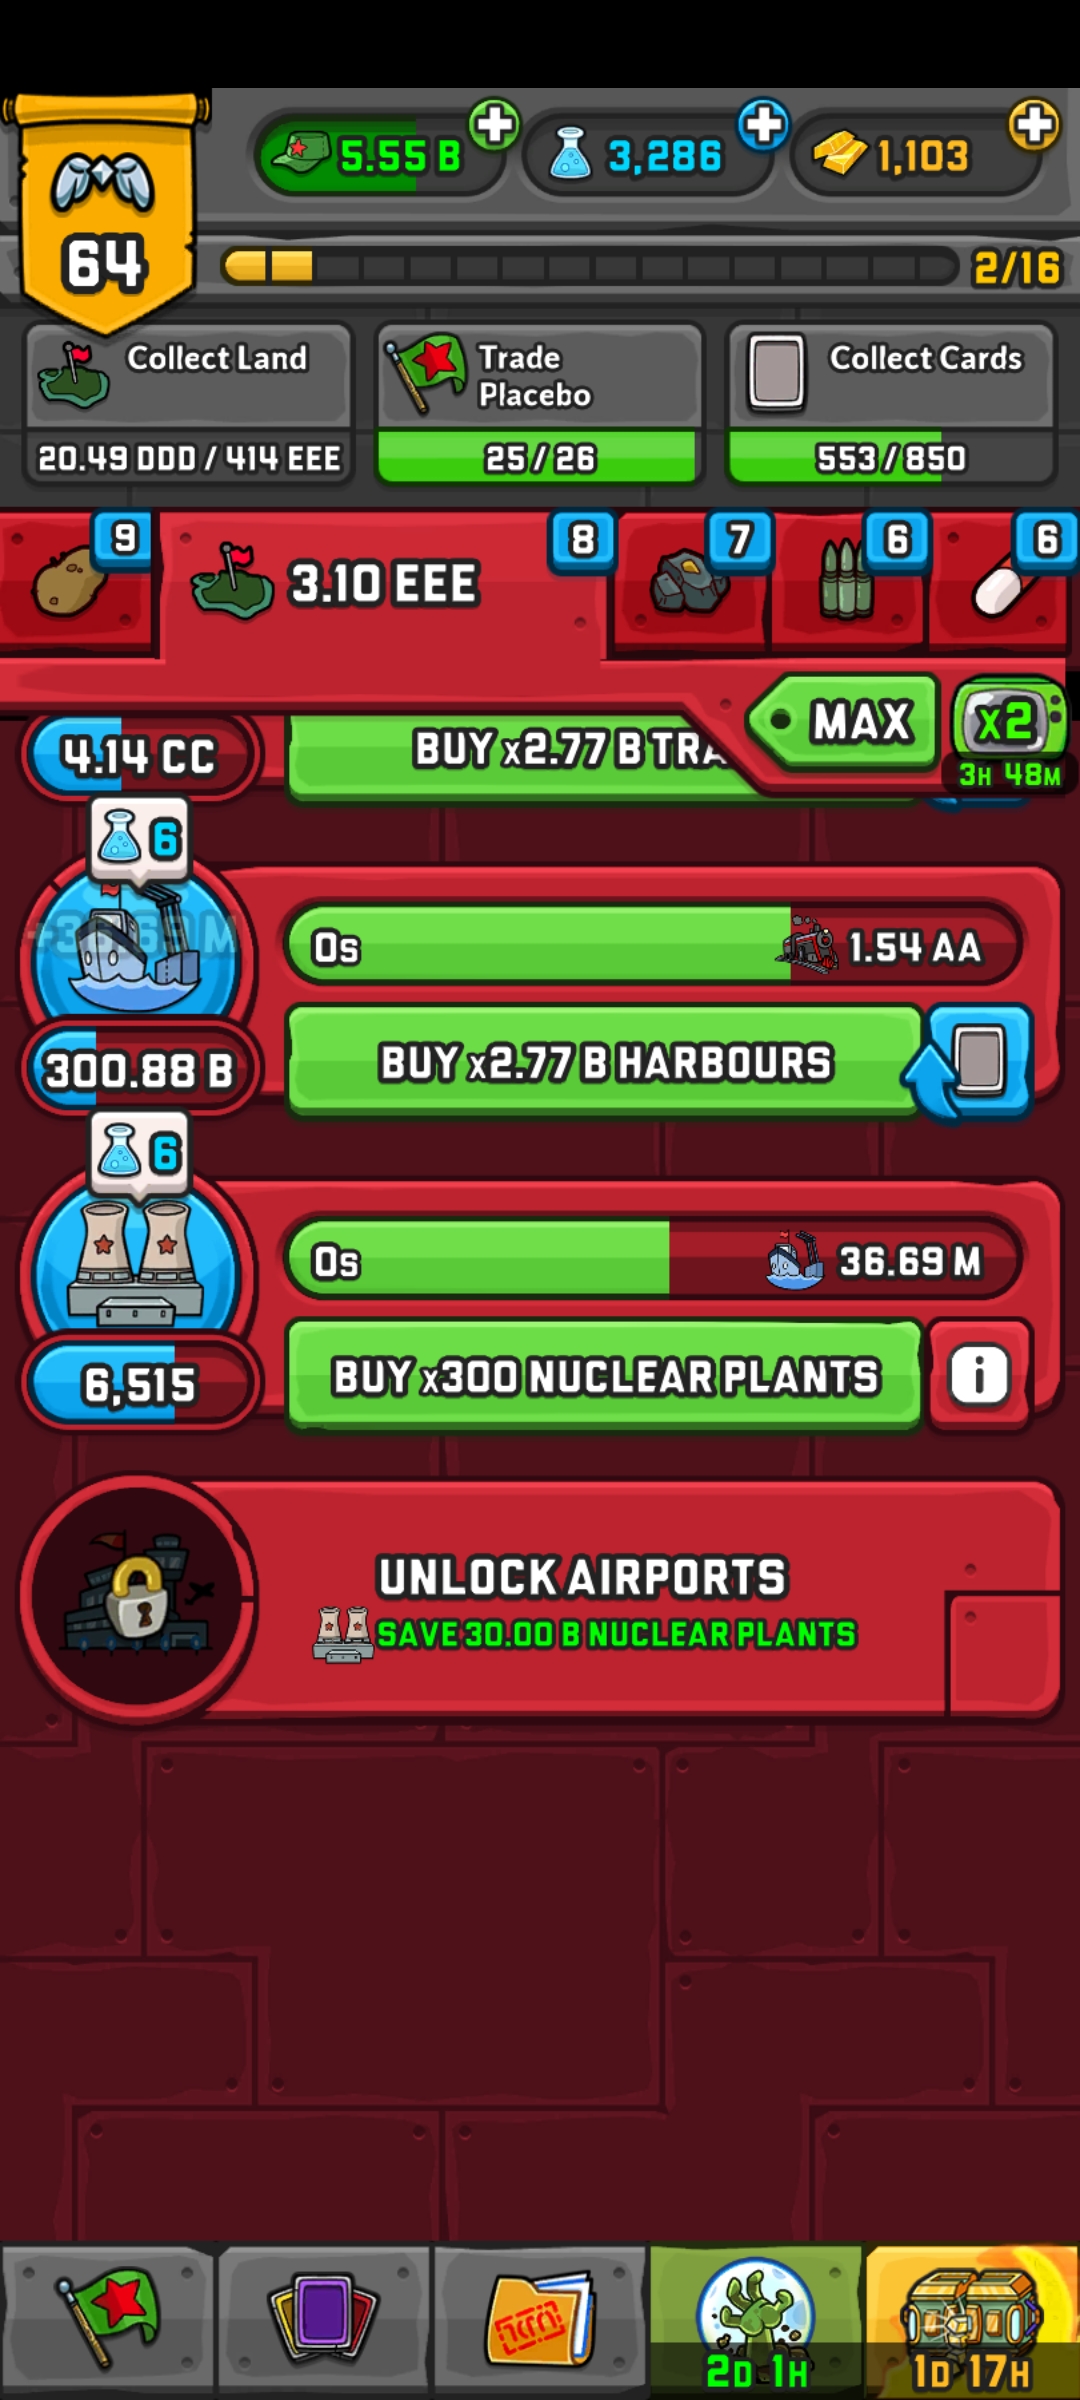 5.55 B
3,286
1,103
64
2/16
Collect Land
20.49 DDD / 414 EEE
Trade
Placebo
25 / 26
Collect Cards
553 / 850
9
3.10 EEE
8
7
6
6
MAX
x2
3H 48M
4.14 CC
BUY x2.77 B
6
+36.69 M
0s
1.54 AA
300.88 B
BUY x2.77 B HARBOURS
6
0s
36.69 M
6,515
BUY x300 NUCLEAR PLANTS
i
UNLOCK AIRPORTS
SAVE 30.00 B NUCLEAR PLANTS
2D 1H
1D 17H